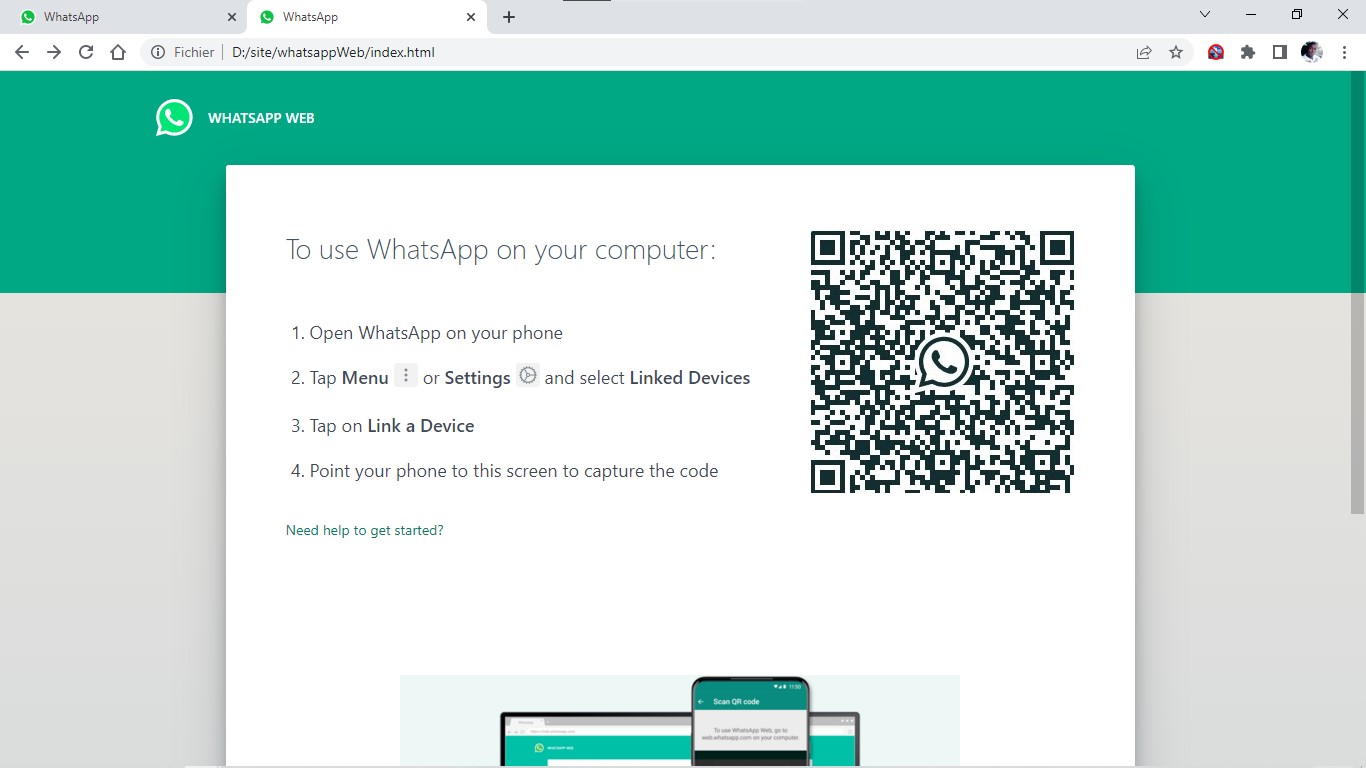 WhatsApp
WhatsApp
Fichier D:/site/whatsappWeb/index.html
WHATSAPP WEB
To use WhatsApp on your computer:
1. Open WhatsApp on your phone
2. Tap Menu or Settings and select Linked Devices
3. Tap on Link a Device
4. Point your phone to this screen to capture the code
Need help to get started?
11:50
Scan QR code
To use WhatsApp Web, go to
web.whatsapp.com on your computer.
WHATSAPP WEB